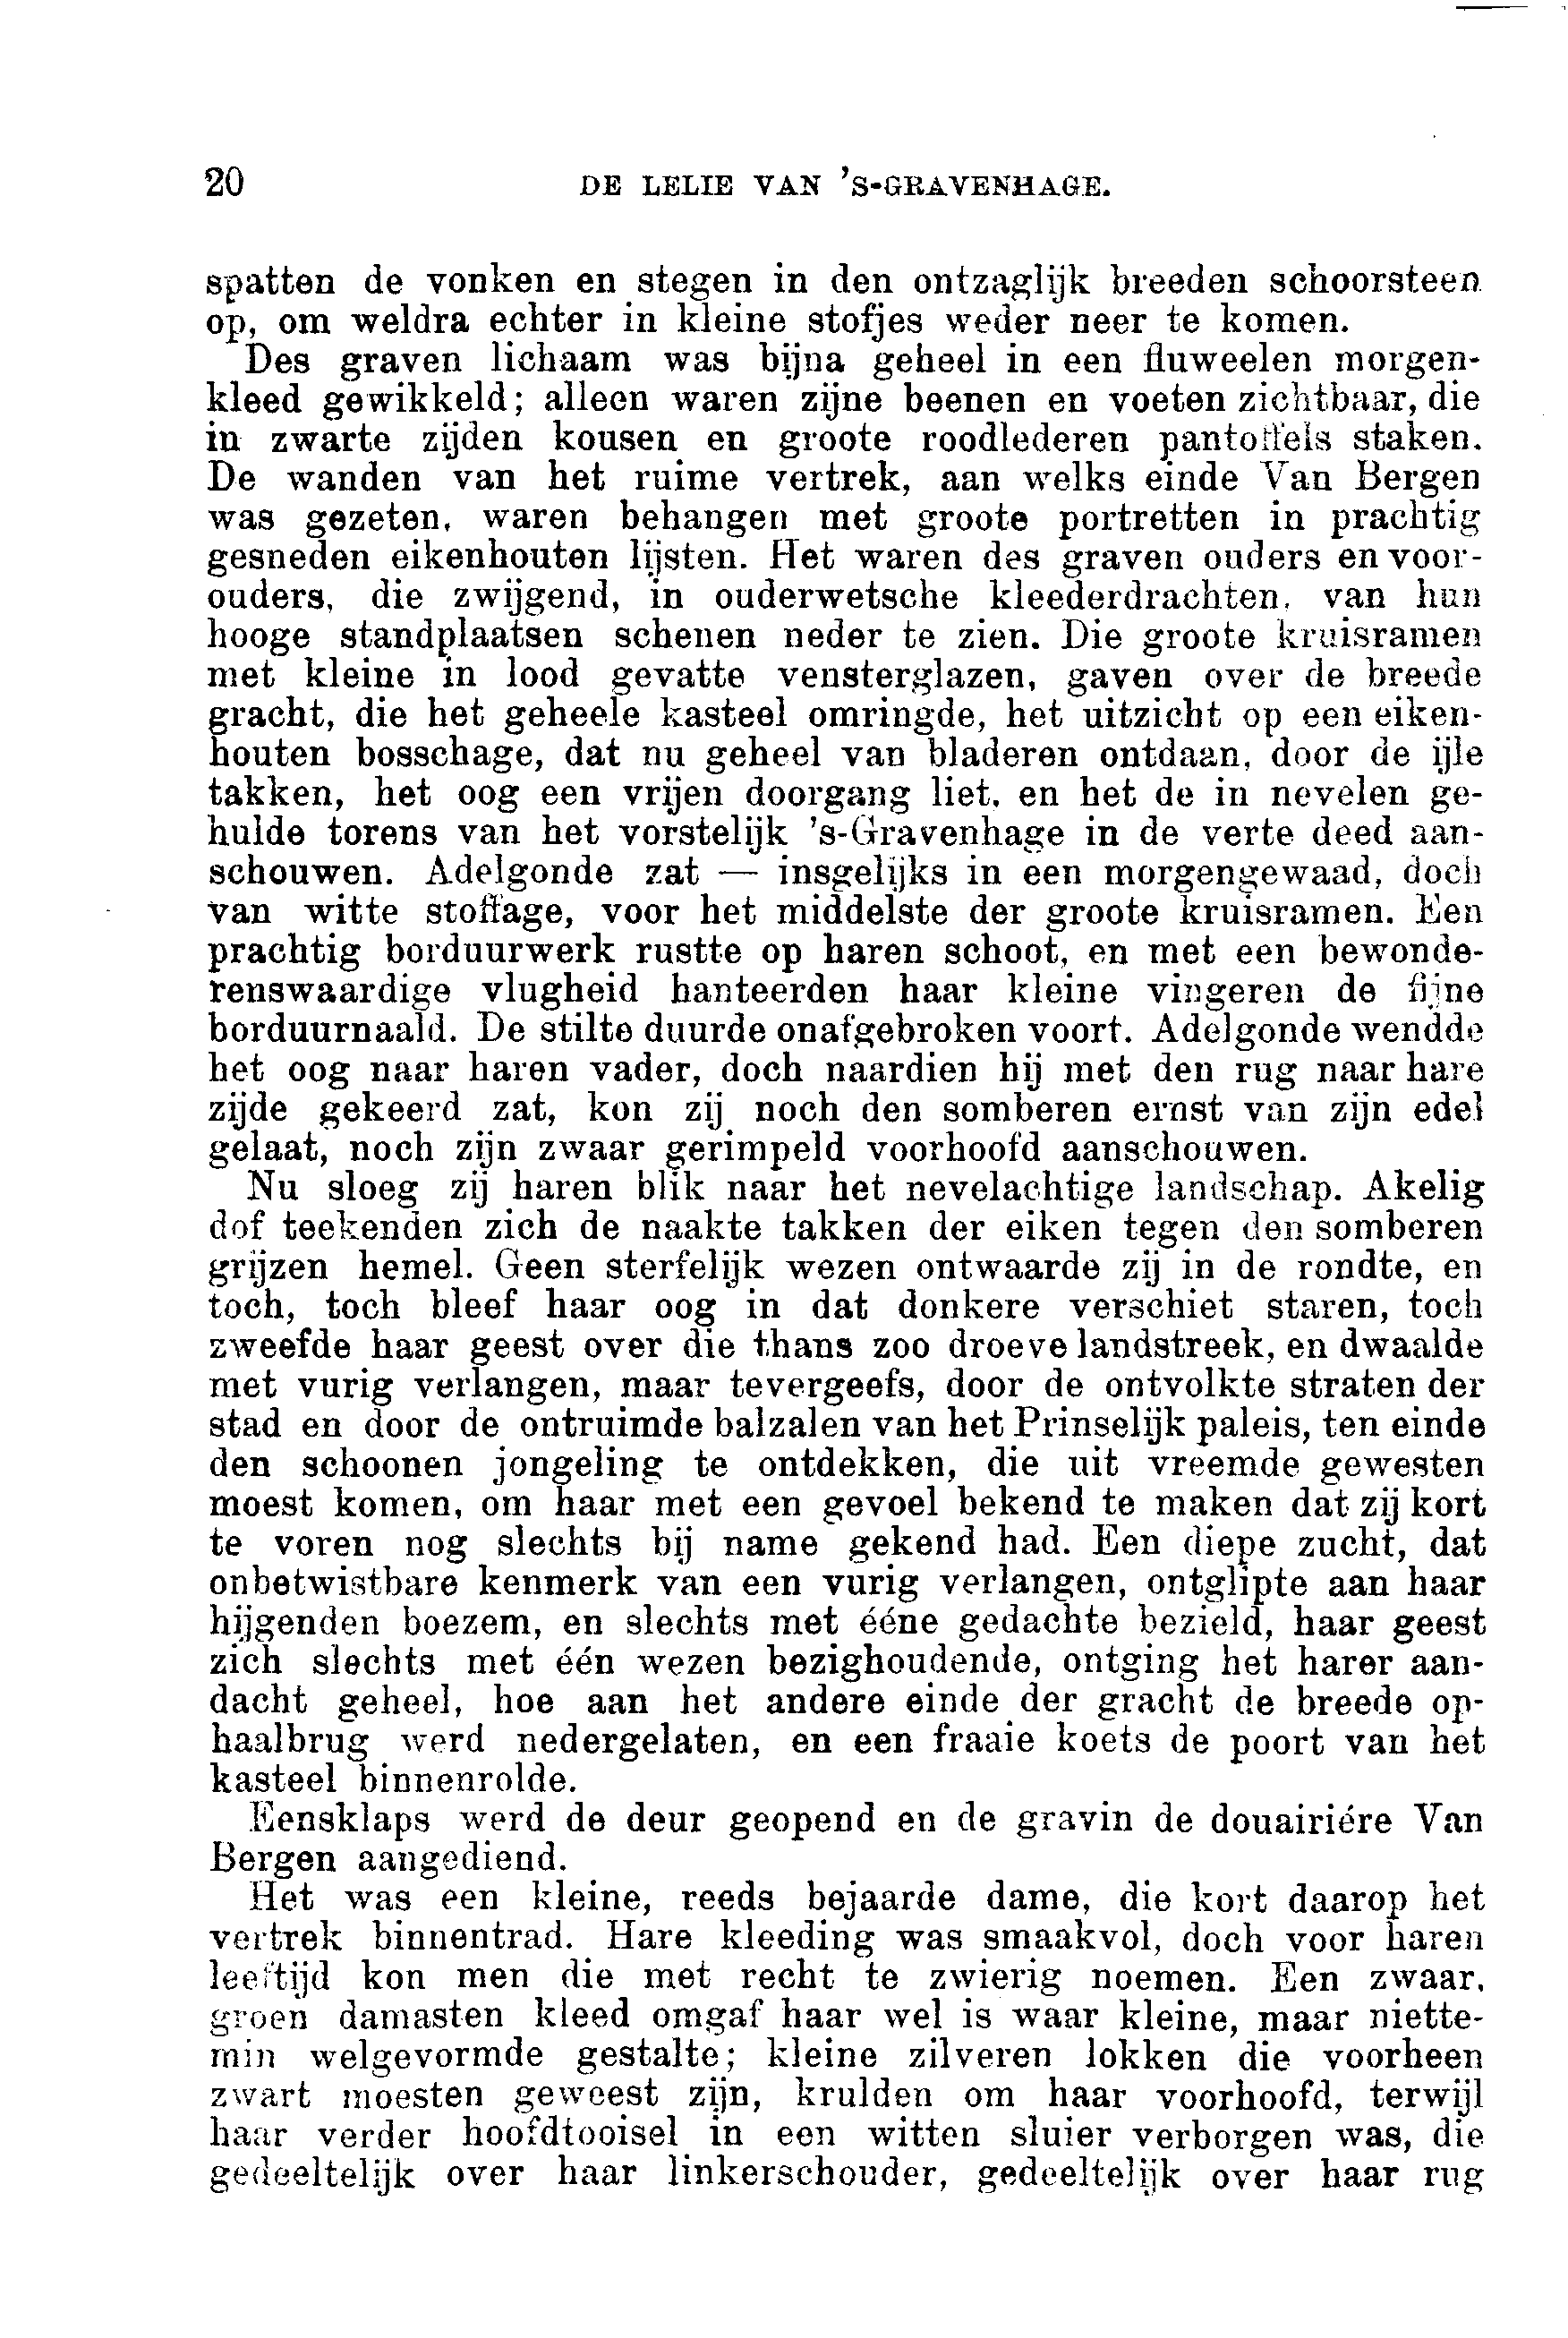 20 DE LELIE VAN 'S-GRAVENHAGE.
spatten de vonken en stegen in den ontzaglijk breeden schoorsteen
op, om weldra echter in kleine stofjes weder neer te komen.
Des graven lichaam was bijna geheel in een fluweelen morgen-
kleed gewikkeld; alleen waren zijne beenen en voeten zichtbaar, die
in zwarte zijden kousen en groote roodlederen pantoffels staken.
De wanden van het ruime vertrek, aan welks einde Van Bergen
was gezeten, waren behangen met groote portretten in prachtig
gesneden eikenhouten lijsten. Het waren des graven ouders en voor-
ouders, die zwijgend, in ouderwetsche kleederdrachten, van hun
hooge standplaatsen schenen neder te zien. Die groote kruisramen
met kleine in lood gevatte vensterglazen, gaven over de breede
gracht, die het geheele kasteel omringde, het uitzicht op een eiken-
houten bosschage, dat nu geheel van bladeren ontdaan, door de ijle
takken, het oog een vrijen doorgang liet, en het de in nevelen ge-
hulde torens van het vorstelijk 's-Gravenhage in de verte deed aan-
schouwen. Adelgonde zat — insgelijks in een morgengewaad, doch
van witte stoffage, voor het middelste der groote kruisramen. Een
prachtig borduurwerk rustte op haren schoot, en met een bewonde-
renswaardige vlugheid hanteerden haar kleine vingeren de fijne
borduurnaald. De stilte duurde onafgebroken voort. Adelgonde wendde
het oog naar haren vader, doch naardien hij met den rug naar hare
zijde gekeerd zat, kon zij noch den somberen ernst van zijn edel
gelaat, noch zijn zwaar gerimpeld voorhoofd aanschouwen.
Nu sloeg zij haren blik naar het nevelachtige landschap. Akelig
dof teekenden zich de naakte takken der eiken tegen den somberen
grijzen hemel. Geen sterfelijk wezen ontwaarde zij in de rondte, en
toch, toch bleef haar oog in dat donkere verschiet staren, toch
zweefde haar geest over die thans zoo droeve landstreek, en dwaalde
met vurig verlangen, maar tevergeefs, door de ontvolkte straten der
stad en door de ontruimde balzalen van het Prinselijk paleis, ten einde
den schoonen jongeling te ontdekken, die uit vreemde gewesten
moest komen, om haar met een gevoel bekend te maken dat zij kort
te voren nog slechts bij name gekend had. Een diepe zucht, dat
onbetwistbare kenmerk van een vurig verlangen, ontglipte aan haar
hijgenden boezem, en slechts met ééne gedachte bezield, haar geest
zich slechts met één wezen bezighoudende, ontging het harer aan-
dacht geheel, hoe aan het andere einde der gracht de breede op-
haalbrug werd nedergelaten, en een fraaie koets de poort van het
kasteel binnenrolde.
Eensklaps werd de deur geopend en de gravin de douairiére Van
Bergen aangediend.
Het was een kleine, reeds bejaarde dame, die kort daarop het
vertrek binnentrad. Hare kleeding was smaakvol, doch voor haren
leeftijd kon men die met recht te zwierig noemen. Een zwaar,
groen damasten kleed omgaf haar wel is waar kleine, maar niette-
min welgevormde gestalte; kleine zilveren lokken die voorheen
zwart moesten geweest zijn, krulden om haar voorhoofd, terwijl
haar verder hoofdtooisel in een witten sluier verborgen was, die
gedeeltelijk over haar linkerschouder, gedeeltelijk over haar rug